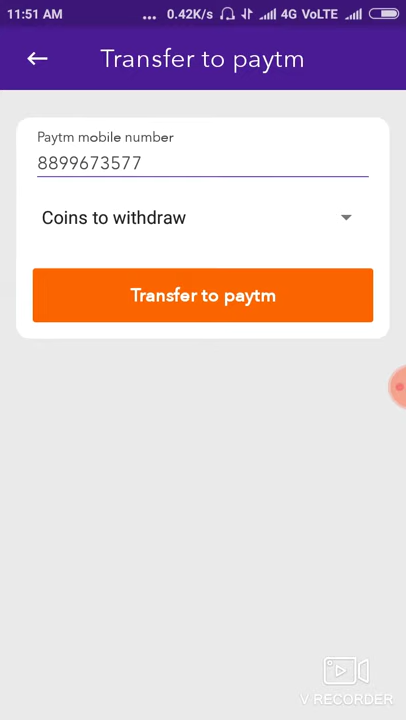 11:51 AM ... 0.42K/s 4G VoLTE
Transfer to paytm
Paytm mobile number
8899673577
Coins to withdraw
Transfer to paytm
V RECORDER